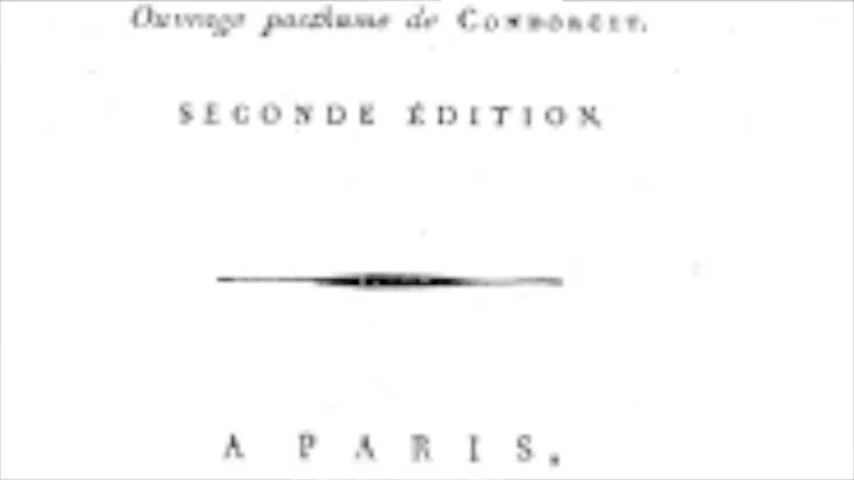 Ouvrage posthume de CONDORCET.
SECONDE ÉDITION
A PARIS,